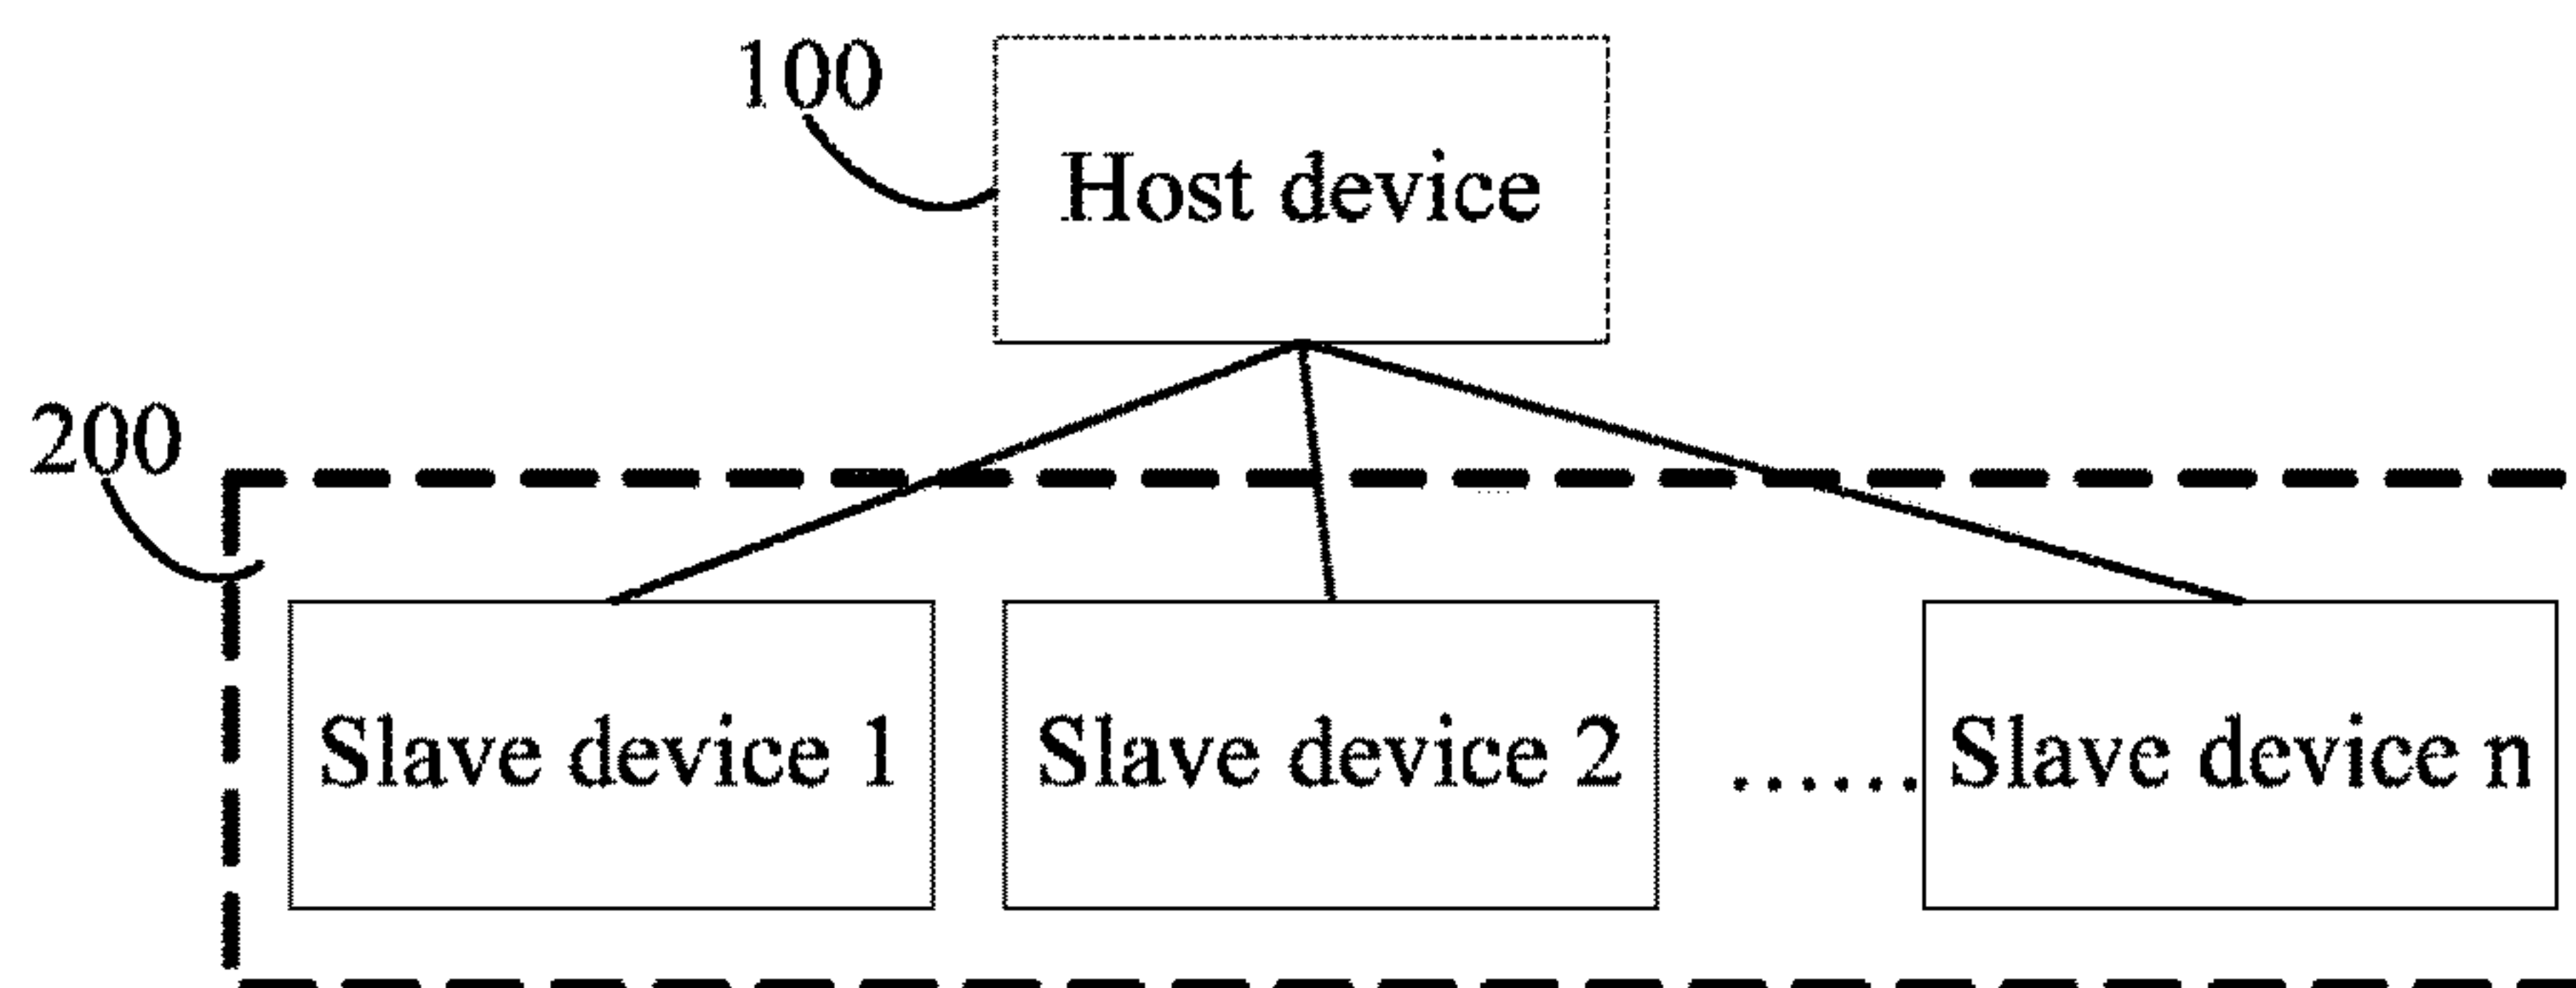 100
Host device
200
Slave device 1
Slave device 2
......
Slave device n